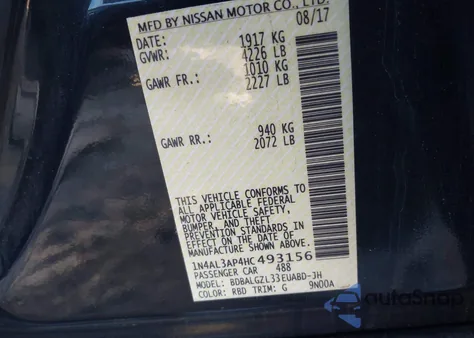 MFD BY NISSAN MOTOR CO., LTD.
DATE: 08/17
GVWR: 1917 KG
4226 LB
GAWR FR.: 1010 KG
2227 LB
GAWR RR.: 940 KG
2072 LB
THIS VEHICLE CONFORMS TO
ALL APPLICABLE FEDERAL
MOTOR VEHICLE SAFETY,
BUMPER, AND THEFT
PREVENTION STANDARDS IN
EFFECT ON THE DATE OF
MANUFACTURE SHOWN ABOVE.
1N4AL3AP4HC493156
PASSENGER CAR 488
MODEL: BDBALGZL33EUABD-JH
COLOR: RBD TRIM: G 9N00A
autoSnap